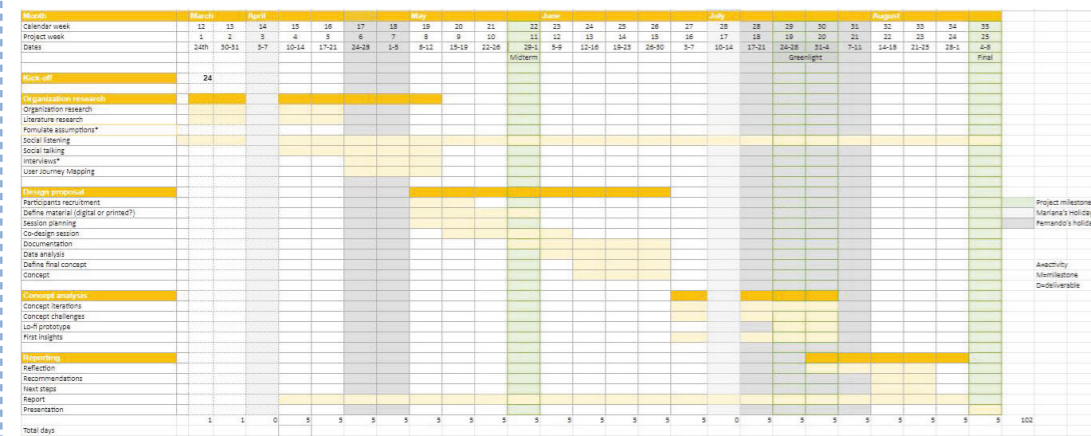 Month March April May June July August
Calendar week 12 13 14 15 16 17 18 19 20 21 22 23 24 25 26 27 28 28 29 30 31 32 33 34 35
Project week 1 2 3 4 5 6 7 8 9 10 11 12 13 14 15 16 17 18 19 20 21 22 23 24 25
Dates 24th 30-31 3-7 10-14 17-21 24-28 1-5 8-12 15-19 22-26 29-1 5-9 12-16 19-23 26-30 3-7 10-14 17-21 24-28 31-4 7-11 14-18 21-25 28-1 4-8
Midterm Greenlight Final
Kick-off 24
Organization research
Organization research
Literature research
Fomulate assumptions*
Social listening
Social talking
Interviews*
User Journey Mapping
Design proposal
Participants recruitment
Define material (digital or printed?)
Session planning
Co-design session
Documentation
Data analysis
Define final concept
Concept
Project milestone
Mariana's Holiday
Fernando's holida
A=activity
M=milestone
D=deliverable
Concept analysis
Concept iterations
Concept challenges
Lo-fi prototype
First insights
Reporting
Reflection
Recommendations
Next steps
Report
Presentation
1 1 0 5 5 5 5 5 5 5 5 5 5 5 5 5 0 5 5 5 5 5 5 5 5 102
Total days